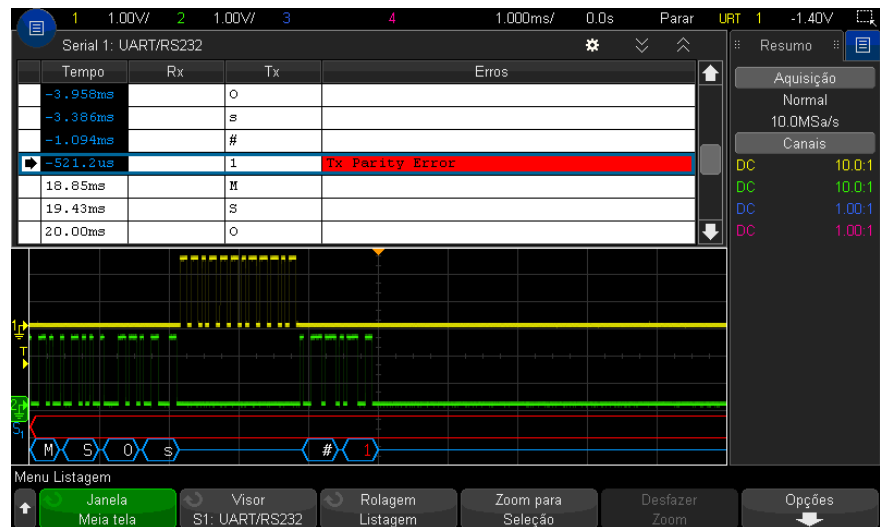 1 1.00V/ 2 1.00V/ 3 4 1.000ms/ 0.0s Parar URT 1 -1.40V
Serial 1: UART/RS232
Resumo
Tempo Rx Tx Erros
-3.958ms O
-3.386ms s
-1.094ms #
-521.2us 1 Tx Parity Error
18.85ms M
19.43ms S
20.00ms O
Aquisição
Normal
10.0MSa/s
Canais
DC 10.0:1
DC 10.0:1
DC 1.00:1
DC 1.00:1
1
T
2
S1
M S O s # 1
Menu Listagem
Janela
Meia tela
Visor
S1: UART/RS232
Rolagem
Listagem
Zoom para
Seleção
Desfazer
Zoom
Opções